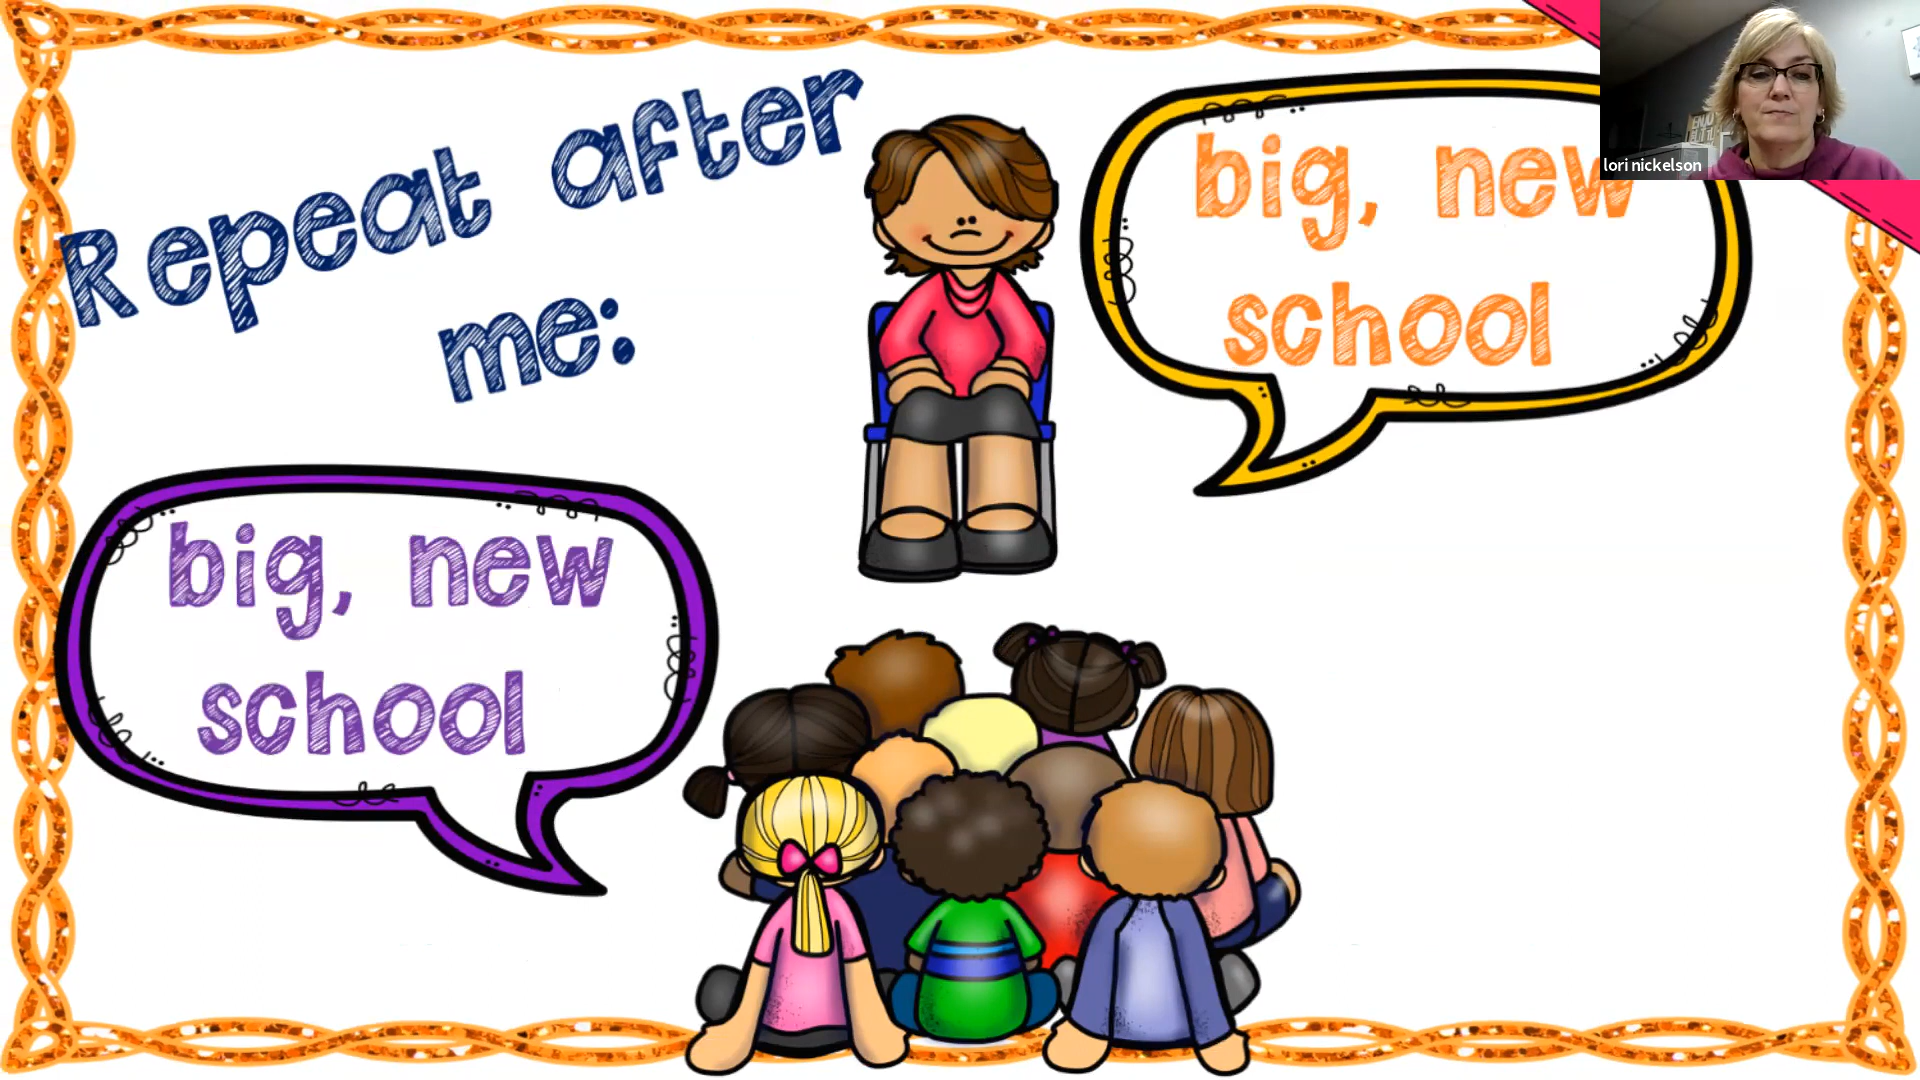 Repeat after
me:
big, new
school
big, new
school
lori nickelson